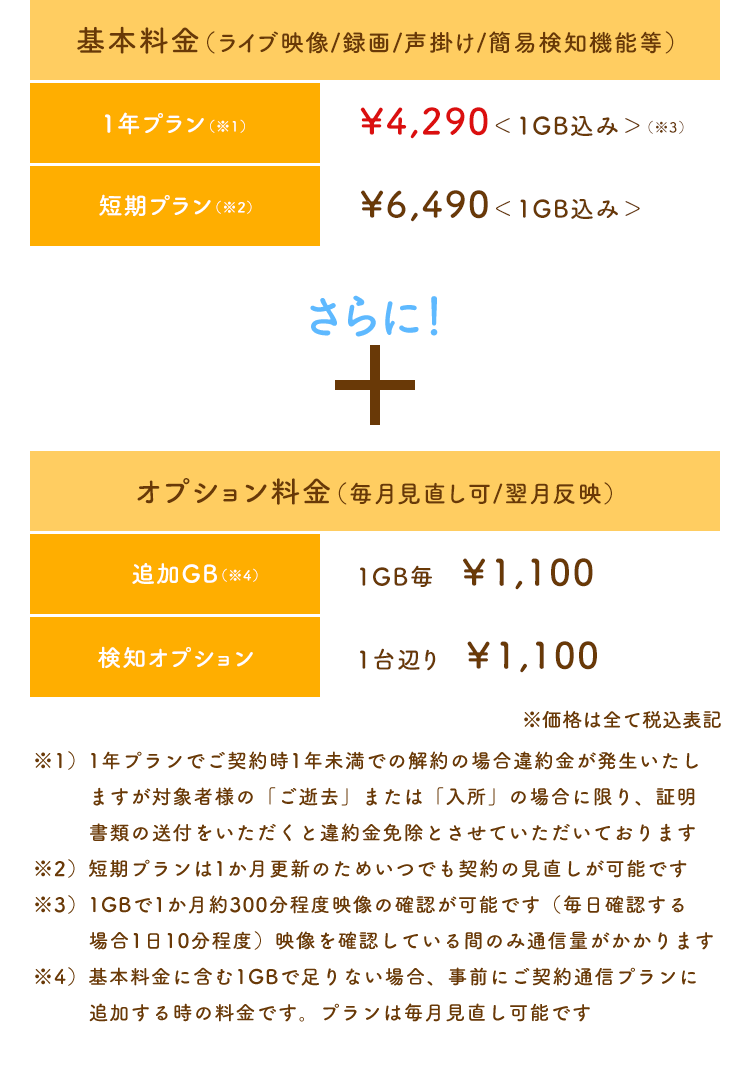 基本料金（ライブ映像/録画/声掛け/簡易検知機能等）
1年プラン（※1） ¥4,290＜1GB込み＞（※3）
短期プラン（※2） ¥6,490＜1GB込み＞
さらに！
＋
オプション料金（毎月見直し可/翌月反映）
追加GB（※4） 1GB毎 ¥1,100
検知オプション 1台辺り ¥1,100
※価格は全て税込表記
※1）1年プランでご契約時1年未満での解約の場合違約金が発生いたし
ますが対象者様の「ご逝去」または「入所」の場合に限り、証明
書類の送付をいただくと違約金免除とさせていただいております
※2）短期プランは1か月更新のためいつでも契約の見直しが可能です
※3）1GBで1か月約300分程度映像の確認が可能です（毎日確認する
場合1日10分程度）映像を確認している間のみ通信量がかかります
※4）基本料金に含む1GBで足りない場合、事前にご契約通信プランに
追加する時の料金です。プランは毎月見直し可能です